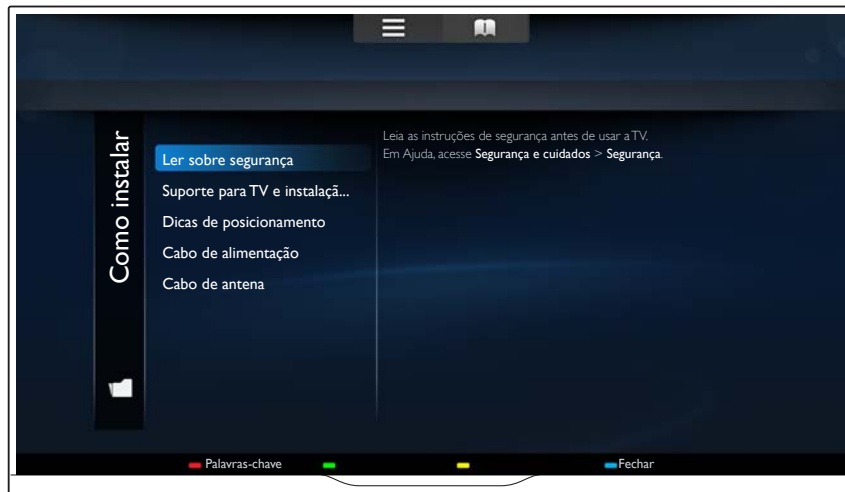 Como instalar
Ler sobre segurança
Suporte para TV e instalaçã...
Dicas de posicionamento
Cabo de alimentação
Cabo de antena
Leia as instruções de segurança antes de usar a TV.
Em Ajuda, acesse Segurança e cuidados > Segurança.
Palavras-chave
Fechar